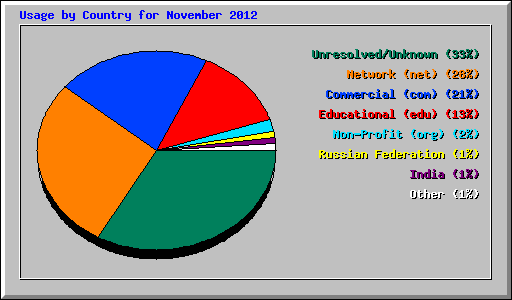 Usage by Country for November 2012
Unresolved/Unknown (33%)
Network (net) (28%)
Commercial (com) (21%)
Educational (edu) (13%)
Non-Profit (org) (2%)
Russian Federation (1%)
India (1%)
Other (1%)